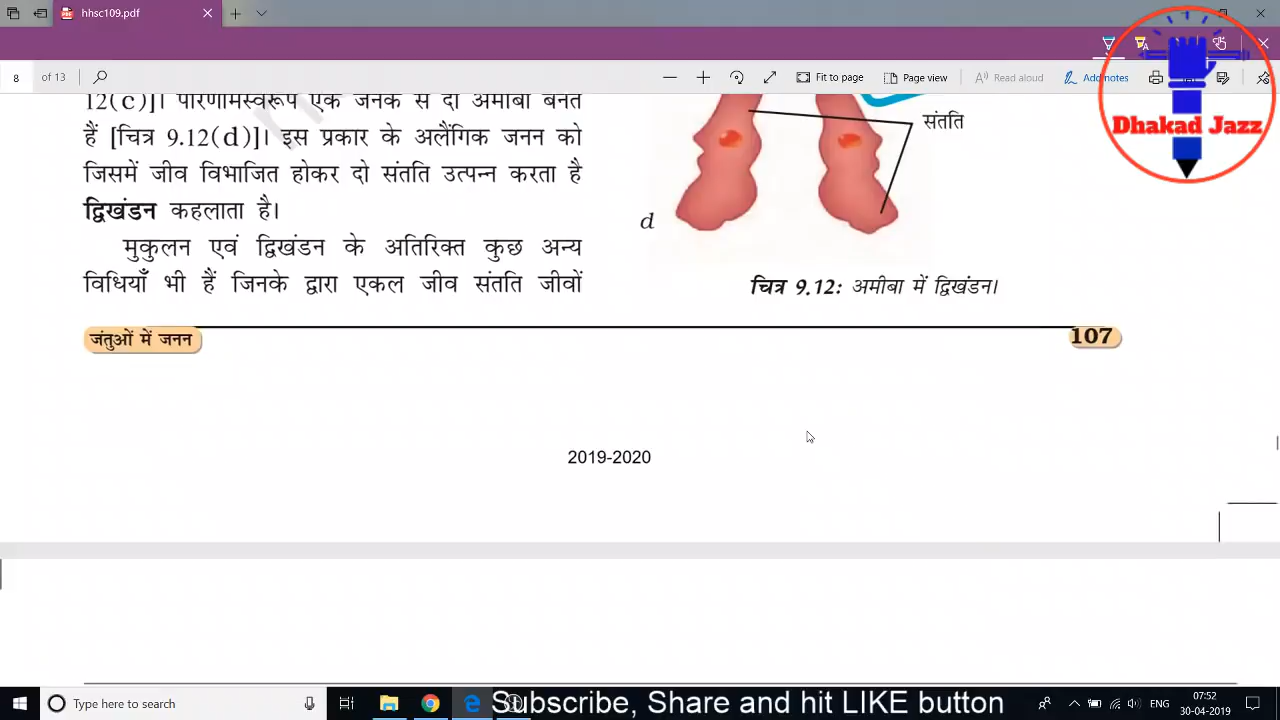 hhsc109.pdf
8 of 13 Fit to page Page view Read aloud Add notes
Dhakad Jazz
12(c)]। परिणामस्वरूप एक जनक से दो अमीबा बनते
हैं [चित्र 9.12(d)]। इस प्रकार के अलैंगिक जनन को
जिसमें जीव विभाजित होकर दो संतति उत्पन्न करता है
द्विखंडन कहलाता है।
मुकुलन एवं द्विखंडन के अतिरिक्त कुछ अन्य
विधियाँ भी हैं जिनके द्वारा एकल जीव संतति जीवों
संतति
d
चित्र 9.12: अमीबा में द्विखंडन।
जंतुओं में जनन
107
2019-2020
Type here to search
Subscribe, Share and hit LIKE button
ENG
07:52
30-04-2019